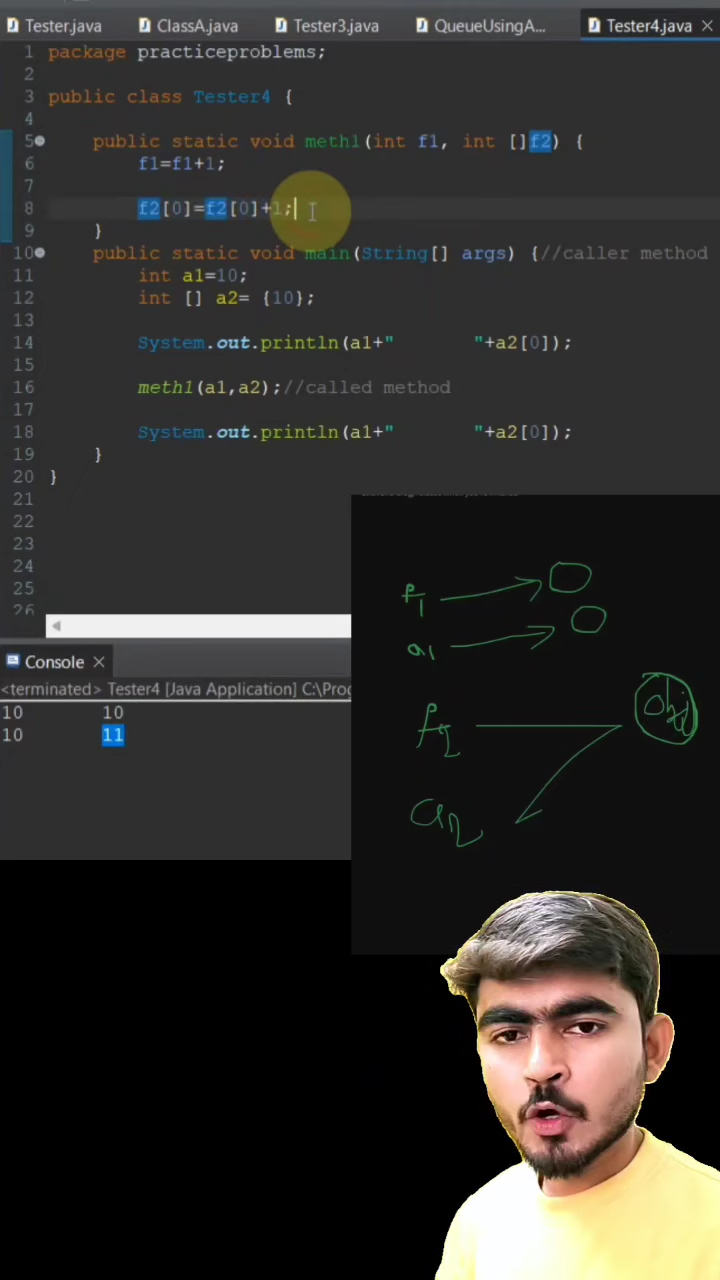 Tester.java ClassA.java Tester3.java QueueUsingA... Tester4.java
1 package practiceproblems;
2
3 public class Tester4 {
4
5 public static void meth1(int f1, int []f2) {
6 f1=f1+1;
7
8 f2[0]=f2[0]+1;
9 }
10 public static void main(String[] args) {//caller method
11 int a1=10;
12 int [] a2= {10};
13
14 System.out.println(a1+" "+a2[0]);
15
16 meth1(a1,a2);//called method
17
18 System.out.println(a1+" "+a2[0]);
19 }
20 }
21
22
23
24
25
26
Console
<terminated> Tester4 [Java Application] C:\Prog
10 10
10 11
f1
a1
f2
a2